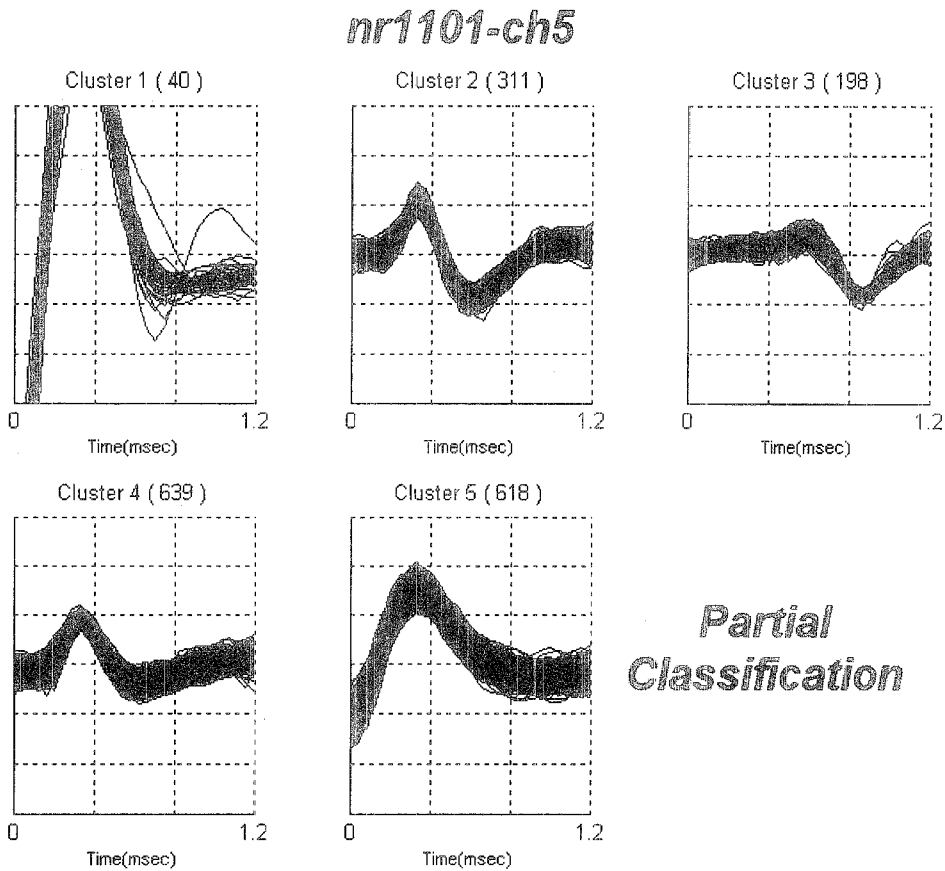 nr1101-ch5
Cluster 1 ( 40 )
Cluster 2 ( 311 )
Cluster 3 ( 198 )
0 1.2
Time(msec)
0 1.2
Time(msec)
0 1.2
Time(msec)
Cluster 4 ( 639 )
Cluster 5 ( 618 )
Partial
Classification
0 1.2
Time(msec)
0 1.2
Time(msec)